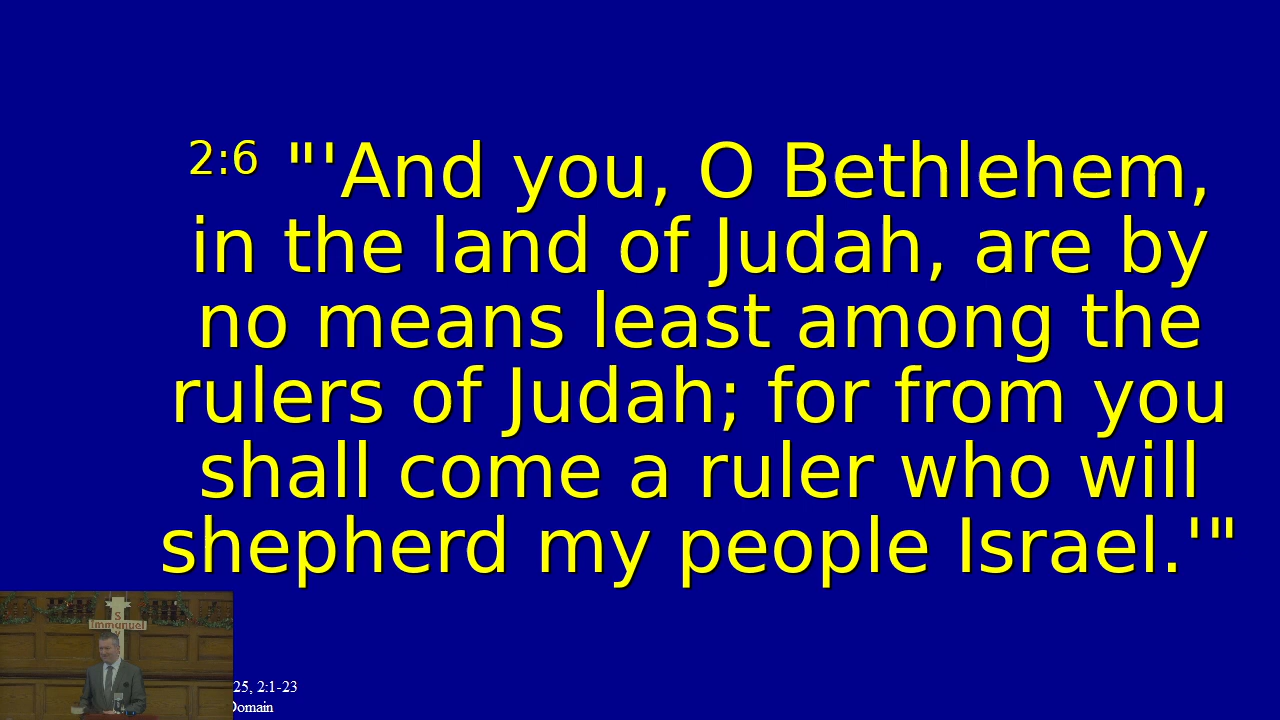 2:6 "'And you, O Bethlehem,
in the land of Judah, are by
no means least among the
rulers of Judah; for from you
shall come a ruler who will
shepherd my people Israel.'"
S
Immanuel
25, 2:1-23
Domain